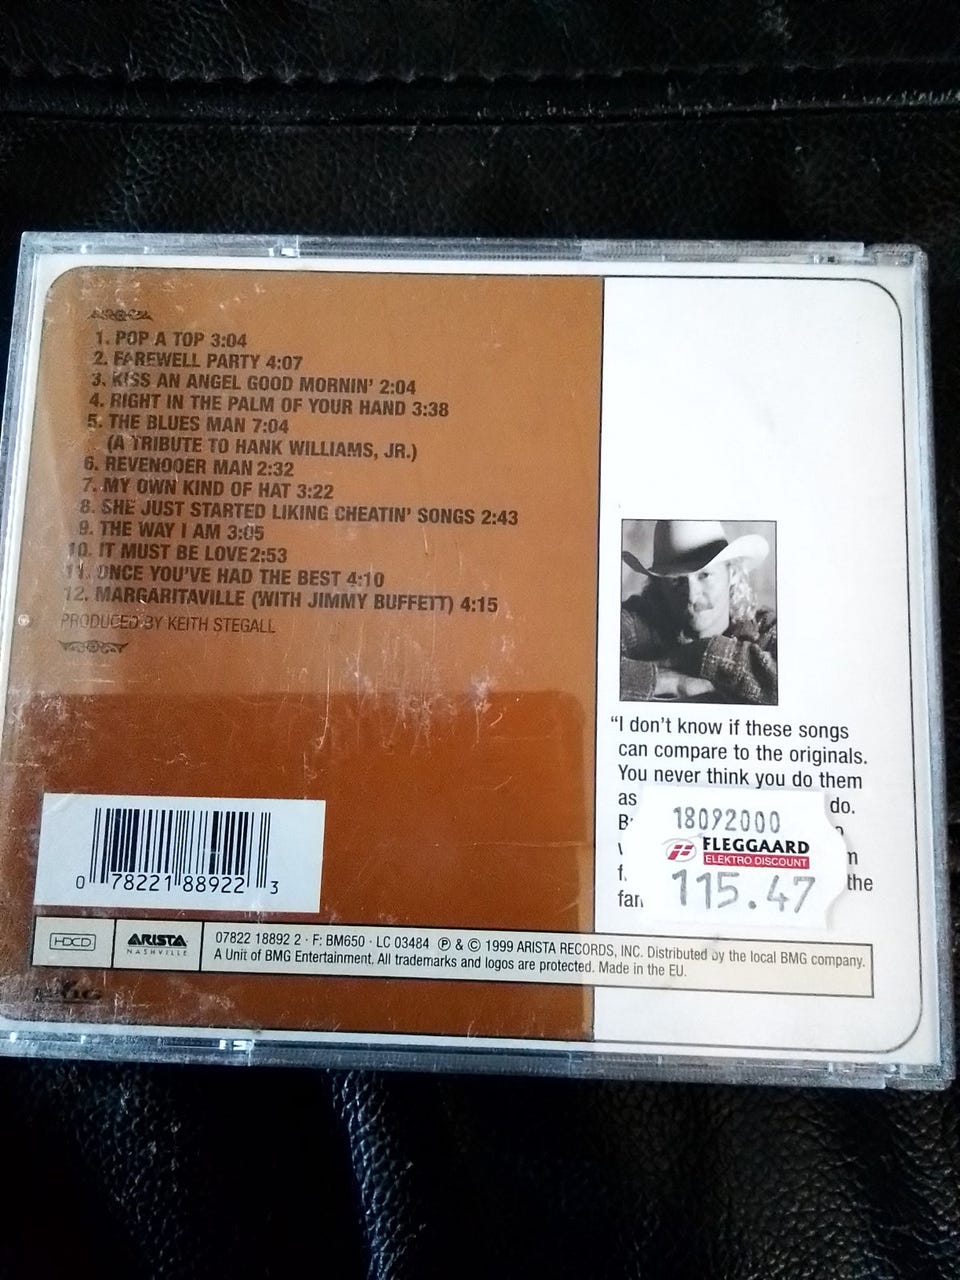 1. POP A TOP 3:04
2. FAREWELL PARTY 4:07
3. KISS AN ANGEL GOOD MORNIN' 2:04
4. RIGHT IN THE PALM OF YOUR HAND 3:38
5. THE BLUES MAN 7:04
(A TRIBUTE TO HANK WILLIAMS, JR.)
6. REVENOOER MAN 2:32
7. MY OWN KIND OF HAT 3:22
8. SHE JUST STARTED LIKING CHEATIN' SONGS 2:43
9. THE WAY I AM 3:05
10. IT MUST BE LOVE 2:53
11. ONCE YOU'VE HAD THE BEST 4:10
12. MARGARITAVILLE (WITH JIMMY BUFFETT) 4:15
PRODUCED BY KEITH STEGALL
"I don't know if these songs
can compare to the originals.
You never think you do them
as do.
the
18092000
FLEGGAARD
ELEKTRO DISCOUNT
115.47
0 78221 88922 3
HDCD
ARISTA
NASHVILLE
07822 18892 2 · F: BM650 · LC 03484 ℗ & © 1999 ARISTA RECORDS, INC. Distributed by the local BMG company.
A Unit of BMG Entertainment, All trademarks and logos are protected. Made in the EU.